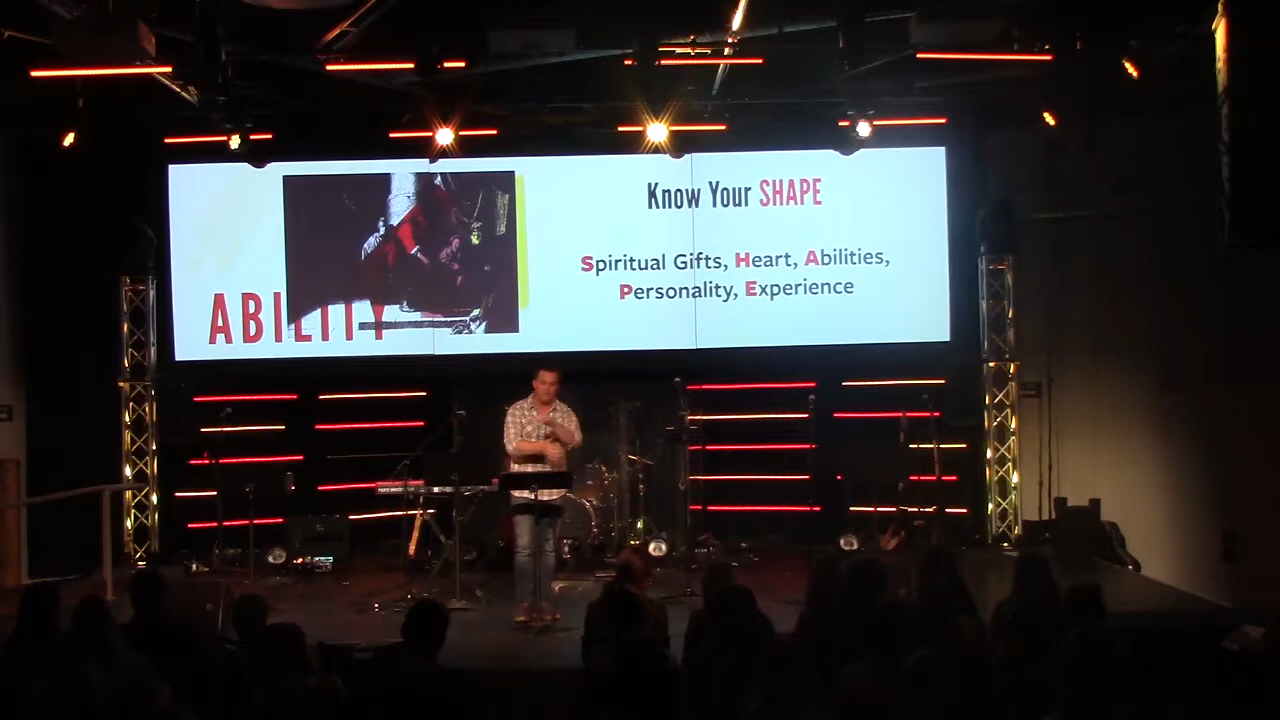 Know Your SHAPE
Spiritual Gifts, Heart, Abilities,
Personality, Experience
ABILITY